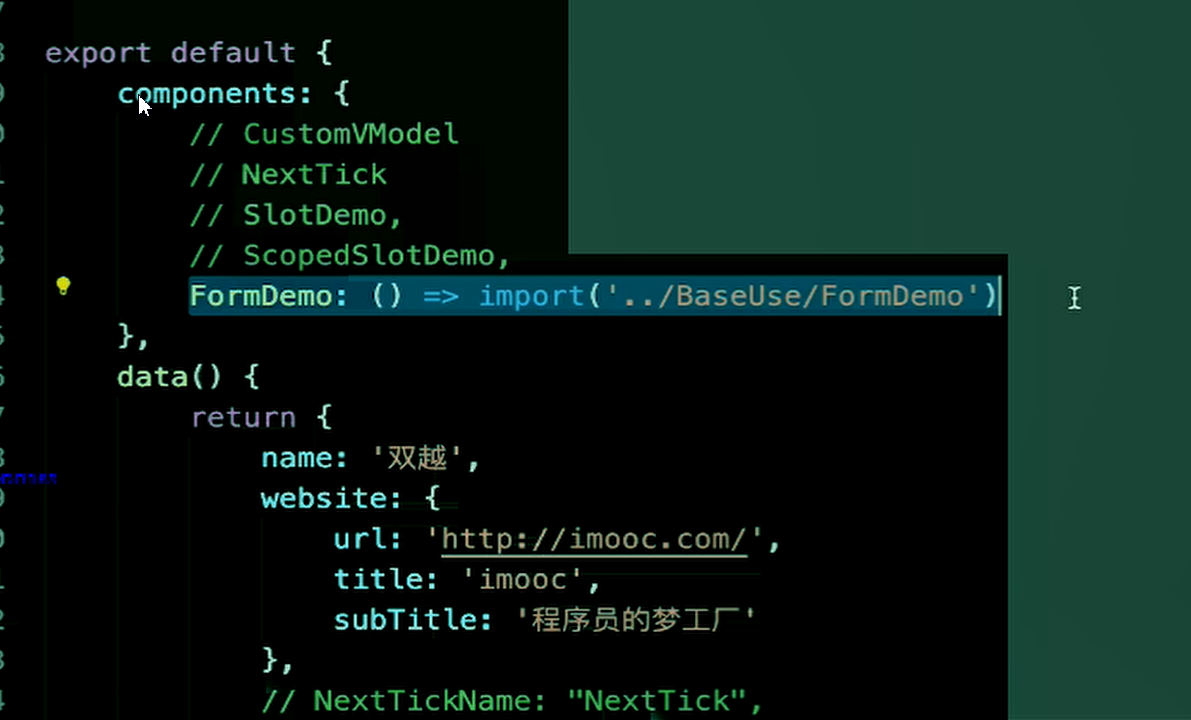 export default {
components: {
// CustomVModel
// NextTick
// SlotDemo,
// ScopedSlotDemo,
FormDemo: () => import('../BaseUse/FormDemo')
},
data() {
return {
name: '双越',
website: {
url: 'http://imooc.com/',
title: 'imooc',
subTitle: '程序员的梦工厂'
},
// NextTickName: "NextTick",